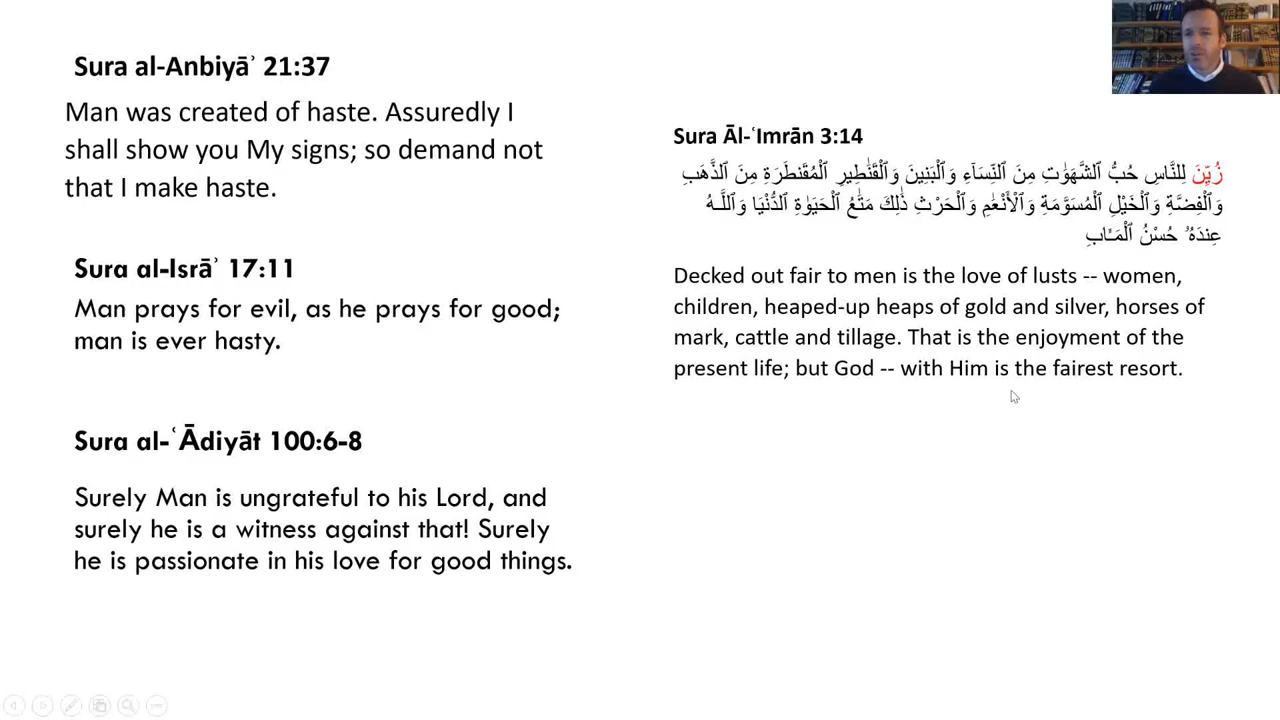 Sura al-Anbiyāʾ 21:37
Man was created of haste. Assuredly I
shall show you My signs; so demand not
that I make haste.
Sura al-Isrāʾ 17:11
Man prays for evil, as he prays for good;
man is ever hasty.
Sura al-ʿĀdiyāt 100:6-8
Surely Man is ungrateful to his Lord, and
surely he is a witness against that! Surely
he is passionate in his love for good things.
Sura Āl-ʿImrān 3:14
زُيِّنَ لِلنَّاسِ حُبُّ ٱلشَّهَوَٰتِ مِنَ ٱلنِّسَآءِ وَٱلْبَنِينَ وَٱلْقَنَٰطِيرِ ٱلْمُقَنطَرَةِ مِنَ ٱلذَّهَبِ
وَٱلْفِضَّةِ وَٱلْخَيْلِ ٱلْمُسَوَّمَةِ وَٱلْأَنْعَٰمِ وَٱلْحَرْثِ ذَٰلِكَ مَتَٰعُ ٱلْحَيَوٰةِ ٱلدُّنْيَا وَٱللَّـهُ
عِندَهُۥ حُسْنُ ٱلْمَـَٔابِ
Decked out fair to men is the love of lusts -- women,
children, heaped-up heaps of gold and silver, horses of
mark, cattle and tillage. That is the enjoyment of the
present life; but God -- with Him is the fairest resort.